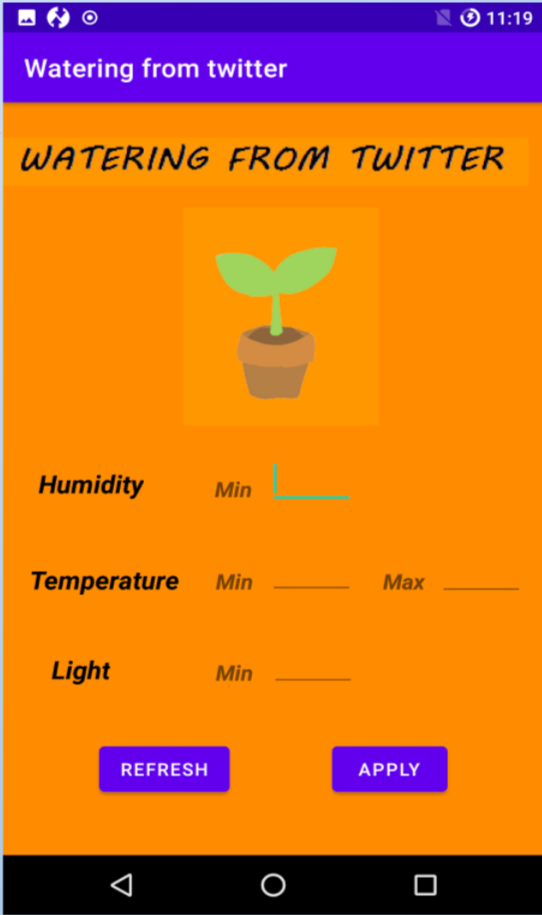 11:19
Watering from twitter
WATERING FROM TWITTER
Humidity Min
Temperature Min Max
Light Min
REFRESH APPLY